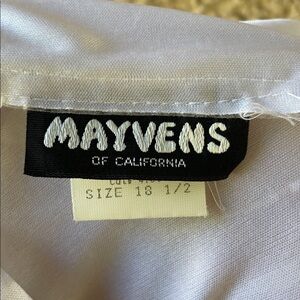 MAYVENS
OF CALIFORNIA
SIZE 18 1/2